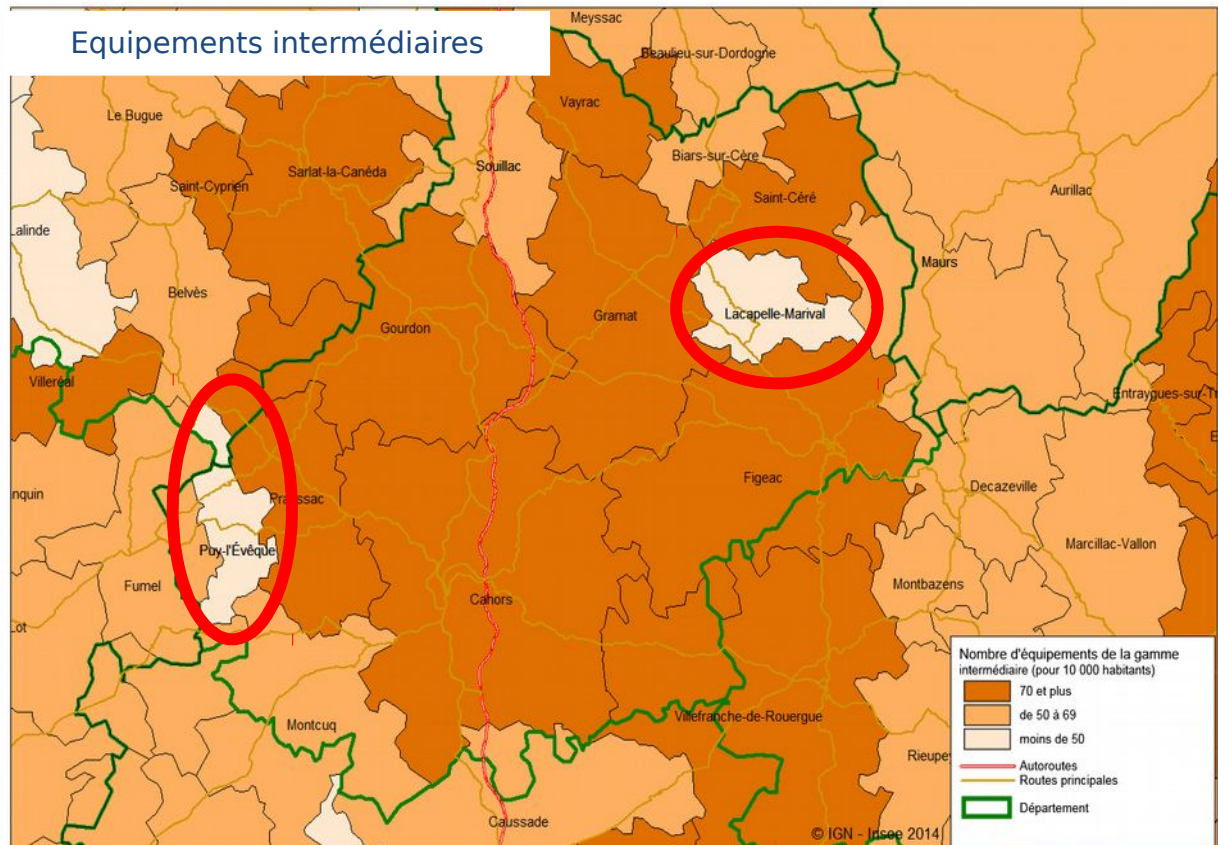 Equipements intermédiaires
Meyssac
Beaulieu-sur-Dordogne
Vayrac
Le Bugue
Biars-sur-Cère
Souillac
Sarlat-la-Canéda
Saint-Cyprien
Aurillac
Saint-Céré
Lalinde
Maurs
Belvès
Lacapelle-Marival
Gramat
Gourdon
Villeréal
Entraygues-sur-Tr
E
Figeac
Decazeville
nquin
Prayssac
Marcillac-Vallon
Puy-l'Évêque
Fumel
Montbazens
Cahors
Lot
Nombre d'équipements de la gamme
intermédiaire (pour 10 000 habitants)
70 et plus
de 50 à 69
moins de 50
Autoroutes
Routes principales
Département
Villefranche-de-Rouergue
Montcuq
Rieupey
Caussade
© IGN - Insee 2014